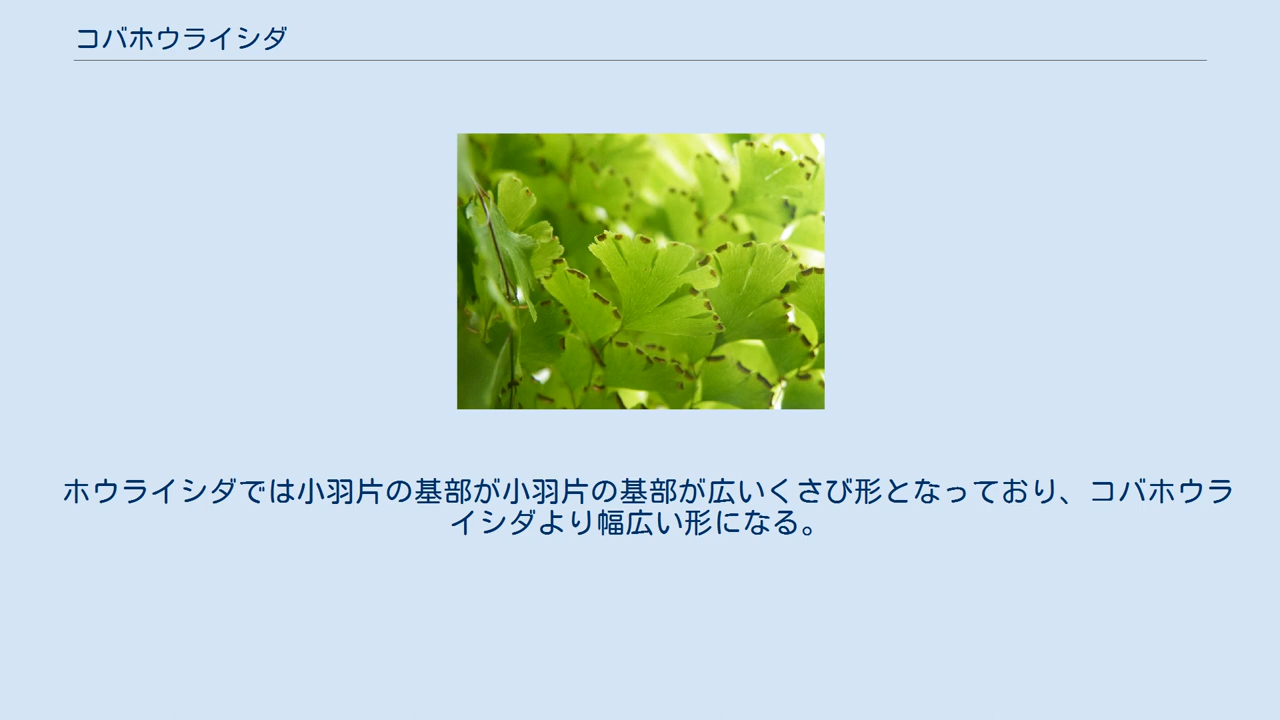 コバホウライシダ
ホウライシダでは小羽片の基部が小羽片の基部が広いくさび形となっており、コバホウラ
イシダより幅広い形になる。